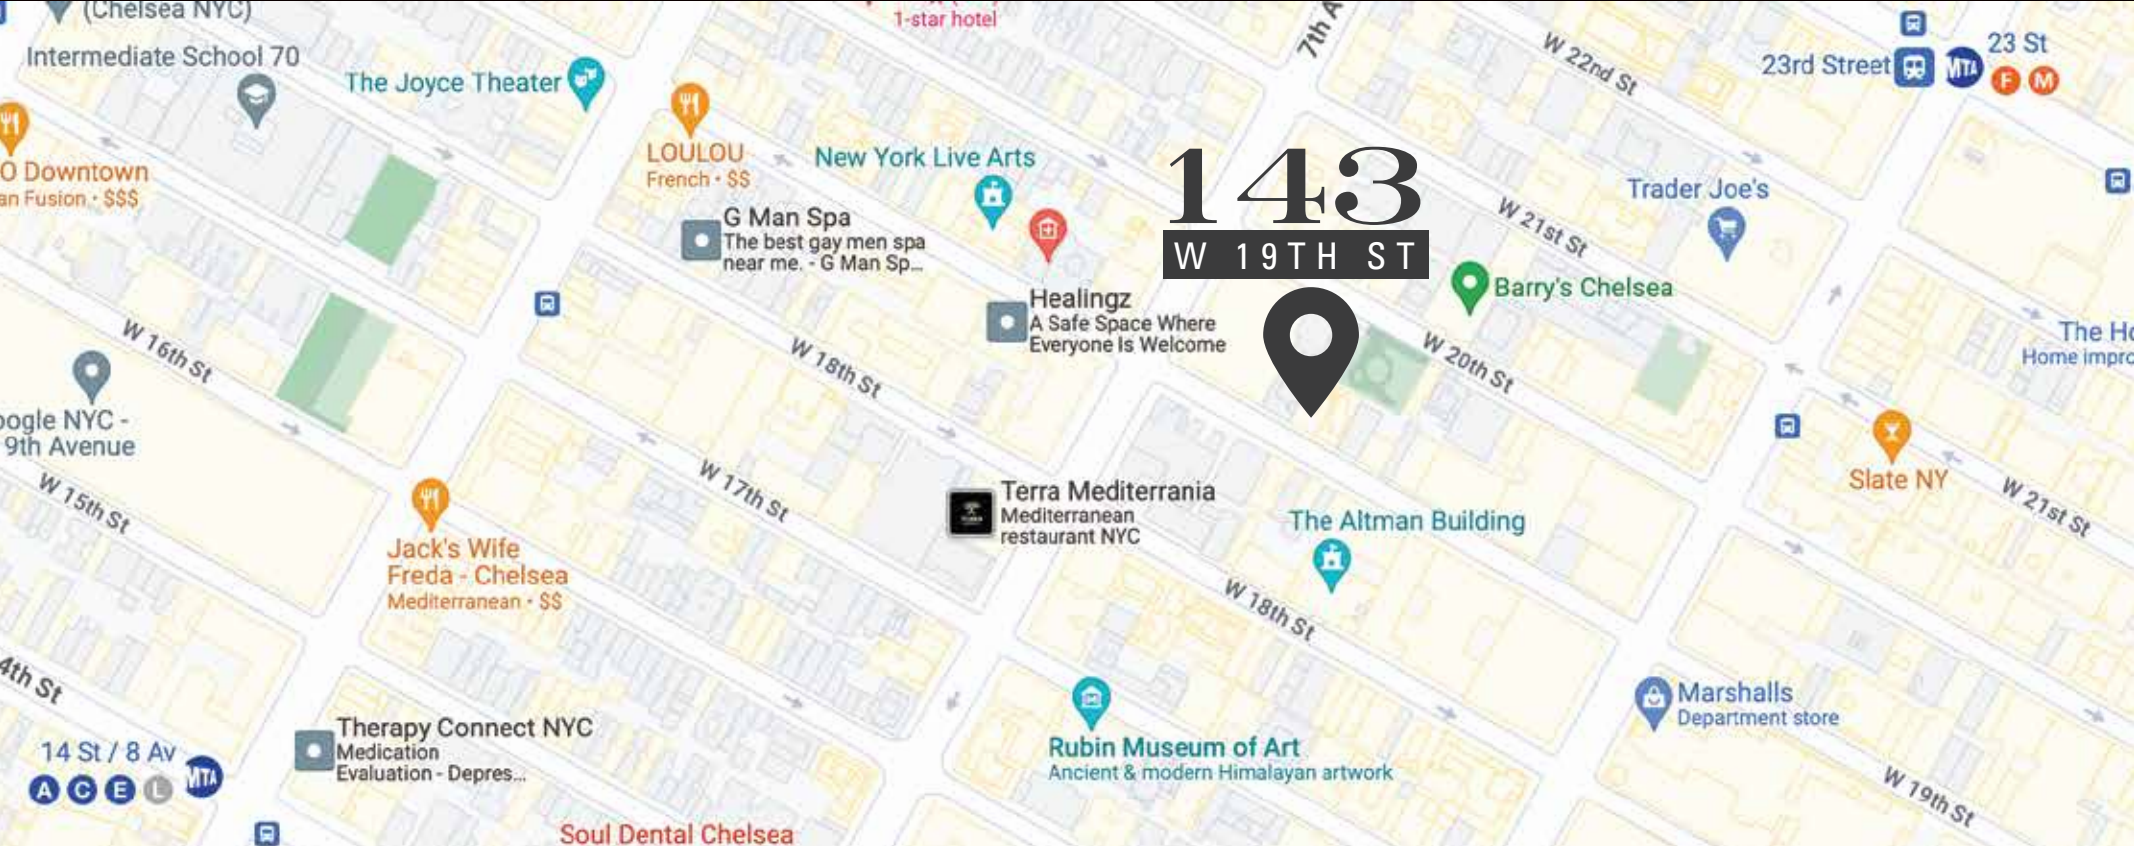 (Chelsea NYC)
1-star hotel
Intermediate School 70
The Joyce Theater
7th A
W 22nd St
23rd Street
MTA
23 St
F M
O Downtown
an Fusion · $$$
LOULOU
French · $$
New York Live Arts
143
W 19TH ST
W 21st St
Trader Joe's
G Man Spa
The best gay men spa
near me. - G Man Sp...
Healingz
A Safe Space Where
Everyone Is Welcome
Barry's Chelsea
W 20th St
The Ho
Home impro
W 16th St
W 18th St
oogle NYC -
9th Avenue
W 15th St
W 17th St
Terra Mediterrania
Mediterranean
restaurant NYC
The Altman Building
Slate NY
W 21st St
Jack's Wife
Freda - Chelsea
Mediterranean · $$
W 18th St
4th St
Therapy Connect NYC
Medication
Evaluation - Depres...
14 St / 8 Av
A C E L
MTA
Rubin Museum of Art
Ancient & modern Himalayan artwork
Marshalls
Department store
W 19th St
Soul Dental Chelsea